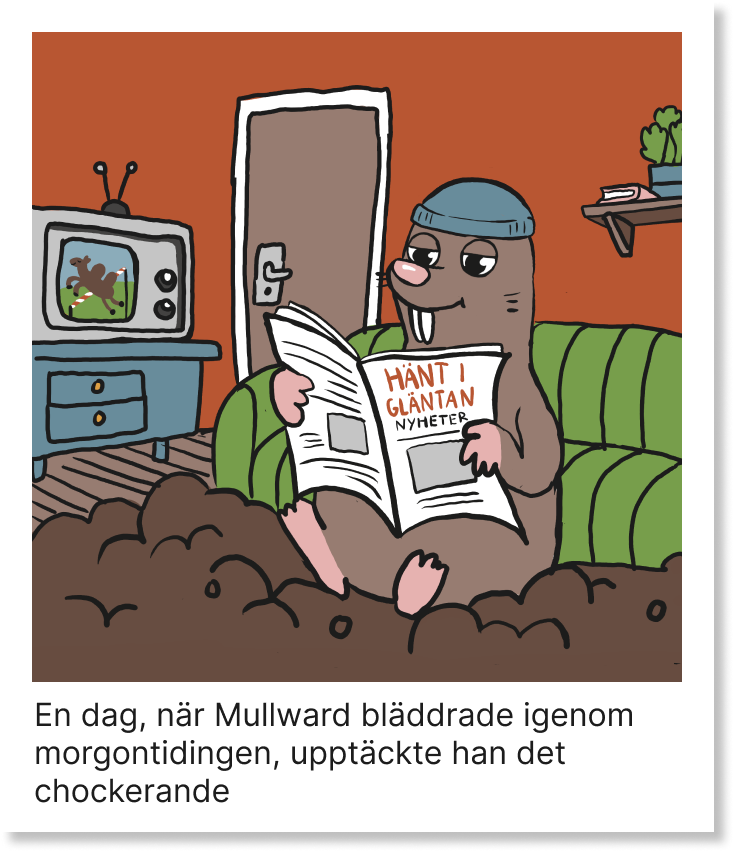 HÄNT I
GLÄNTAN
NYHETER
En dag, när Mullward bläddrade igenom
morgontidingen, upptäckte han det
chockerande